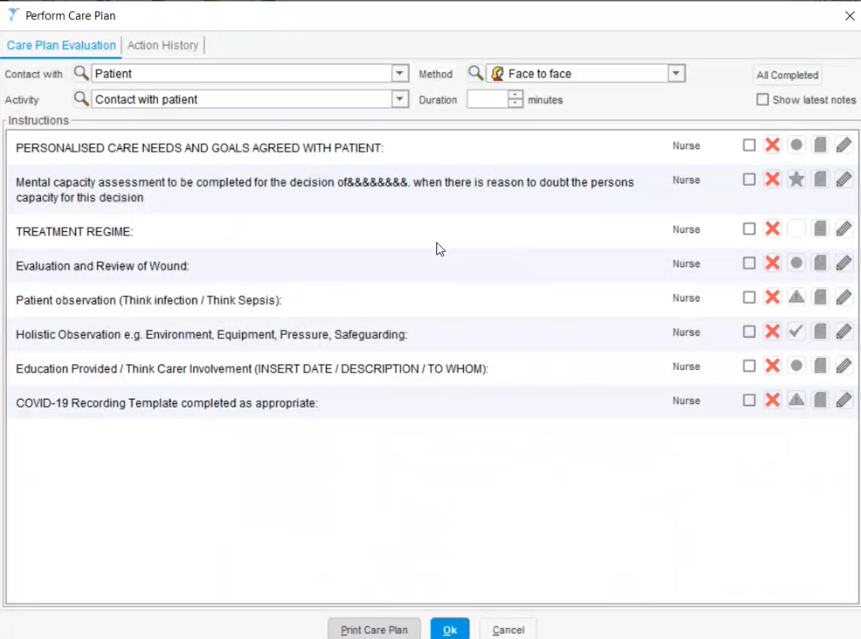 Perform Care Plan
Care Plan Evaluation Action History
Contact with Patient Method Face to face All Completed
Activity Contact with patient Duration minutes Show latest notes
Instructions
PERSONALISED CARE NEEDS AND GOALS AGREED WITH PATIENT: Nurse
Mental capacity assessment to be completed for the decision of&&&&&&&&. when there is reason to doubt the persons Nurse
capacity for this decision
TREATMENT REGIME: Nurse
Evaluation and Review of Wound: Nurse
Patient observation (Think infection / Think Sepsis): Nurse
Holistic Observation e.g. Environment, Equipment, Pressure, Safeguarding: Nurse
Education Provided / Think Carer Involvement (INSERT DATE / DESCRIPTION / TO WHOM): Nurse
COVID-19 Recording Template completed as appropriate: Nurse
Print Care Plan Ok Cancel